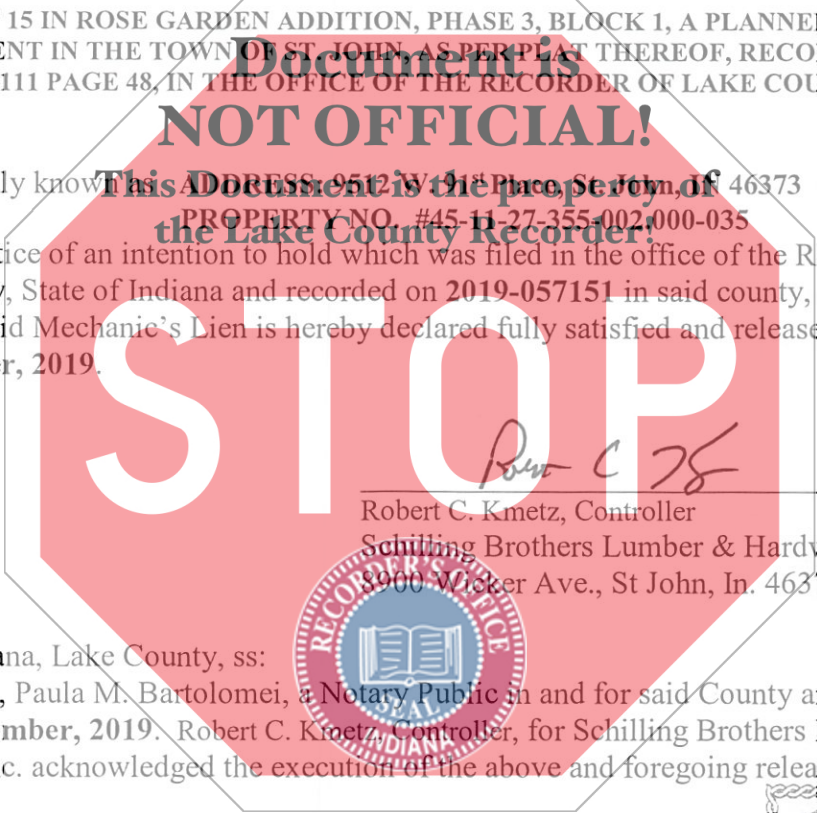 15 IN ROSE GARDEN ADDITION, PHASE 3, BLOCK 1, A PLANNE
ENT IN THE TOWN OF ST. JOHN, AS PER PLAT THEREOF, RECO
111 PAGE 48, IN THE OFFICE OF THE RECORDER OF LAKE COU
Document is
NOT OFFICIAL!
This Document is the property of
the Lake County Recorder!
ly known as ADDRESS: 9512 W. 91st Place, St. John, IN 46373
PROPERTY NO. #45-11-27-355-002.000-035
tice of an intention to hold which was filed in the office of the R
, State of Indiana and recorded on 2019-057151 in said county,
id Mechanic's Lien is hereby declared fully satisfied and release
r, 2019.
STOP
Robert C. Kmetz, Controller
Schilling Brothers Lumber & Hardw
8900 Wicker Ave., St John, In. 4637
RECORDER'S OFFICE
SEAL
INDIANA
ana, Lake County, ss:
, Paula M. Bartolomei, a Notary Public in and for said County a
mber, 2019. Robert C. Kmetz, Controller, for Schilling Brothers
c. acknowledged the execution of the above and foregoing relea